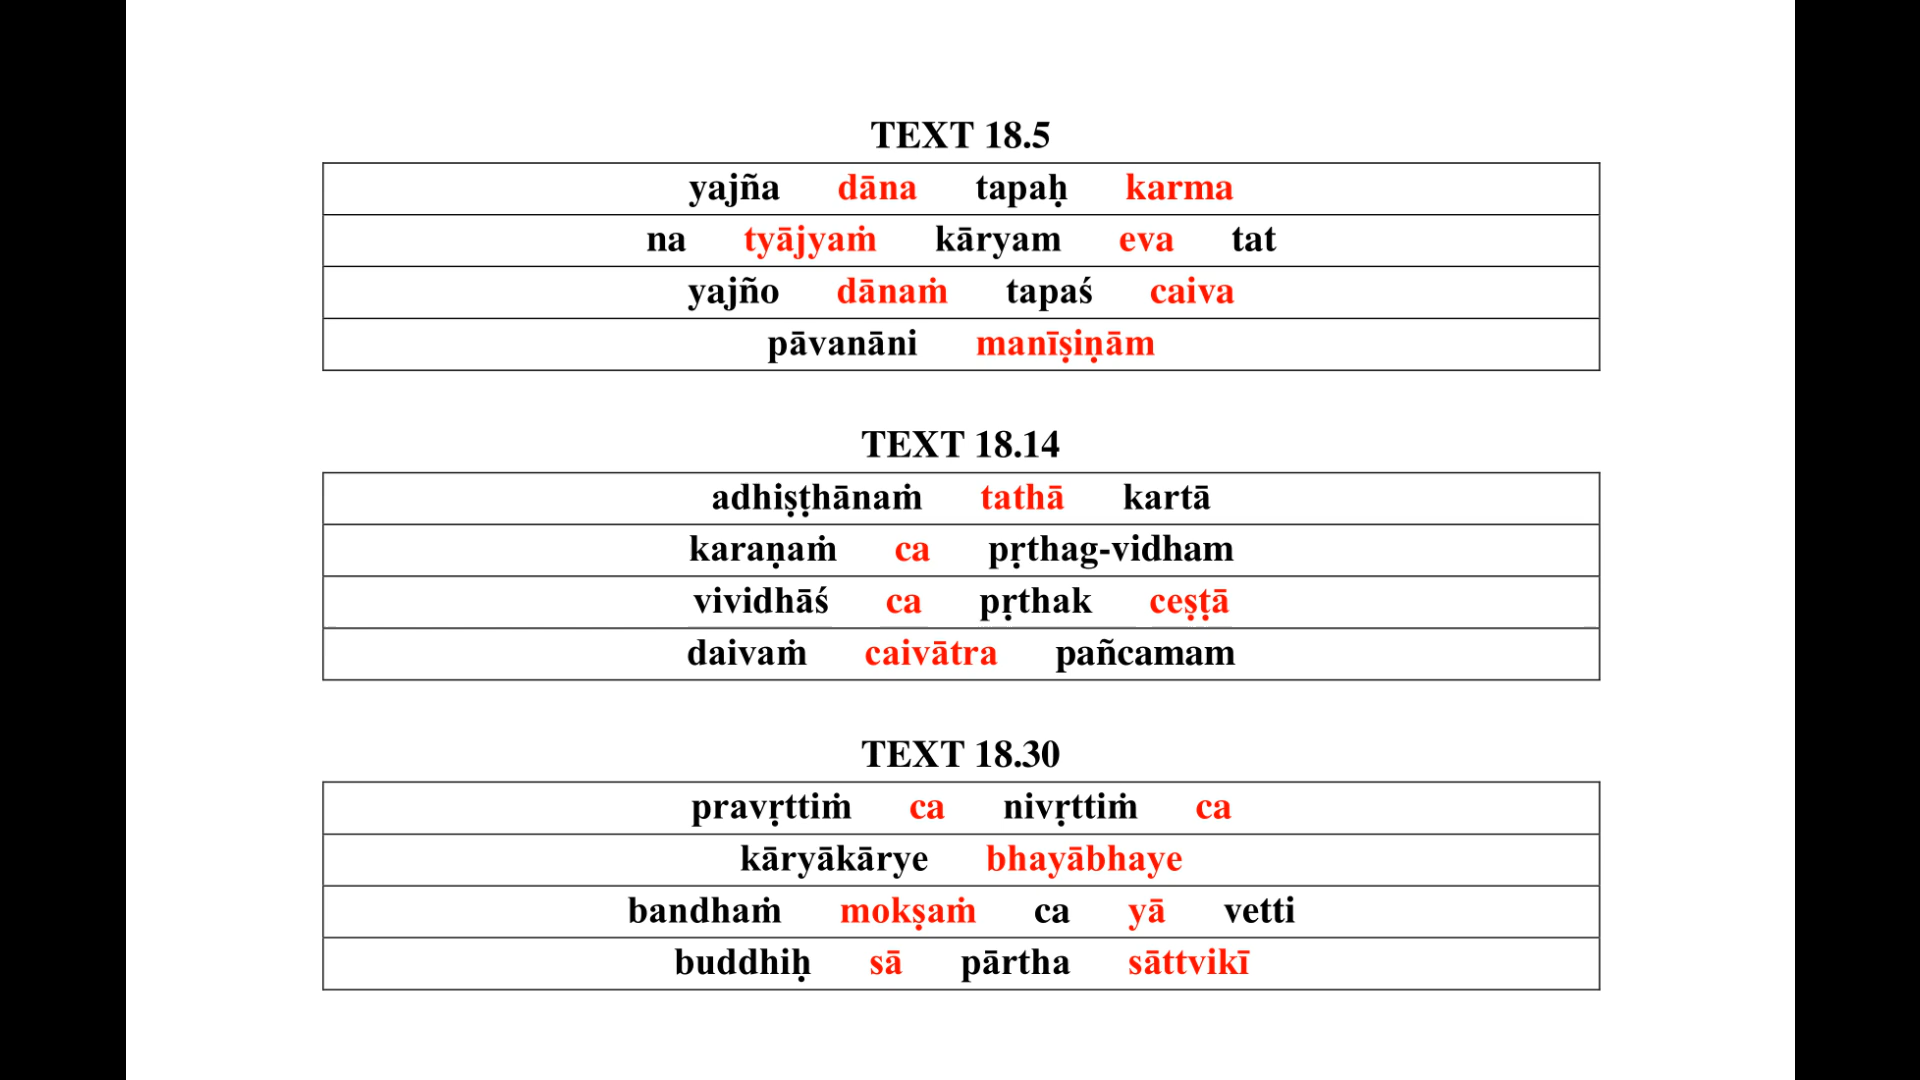 TEXT 18.5
yajña dāna tapaḥ karma
na tyājyaṁ kāryam eva tat
yajño dānaṁ tapaś caiva
pāvanāni manīṣiṇām
TEXT 18.14
adhiṣṭhānaṁ tathā kartā
karaṇaṁ ca pṛthag-vidham
vividhāś ca pṛthak ceṣṭā
daivaṁ caivātra pañcamam
TEXT 18.30
pravṛttiṁ ca nivṛttiṁ ca
kāryākārye bhayābhaye
bandhaṁ mokṣaṁ ca yā vetti
buddhiḥ sā pārtha sāttvikī